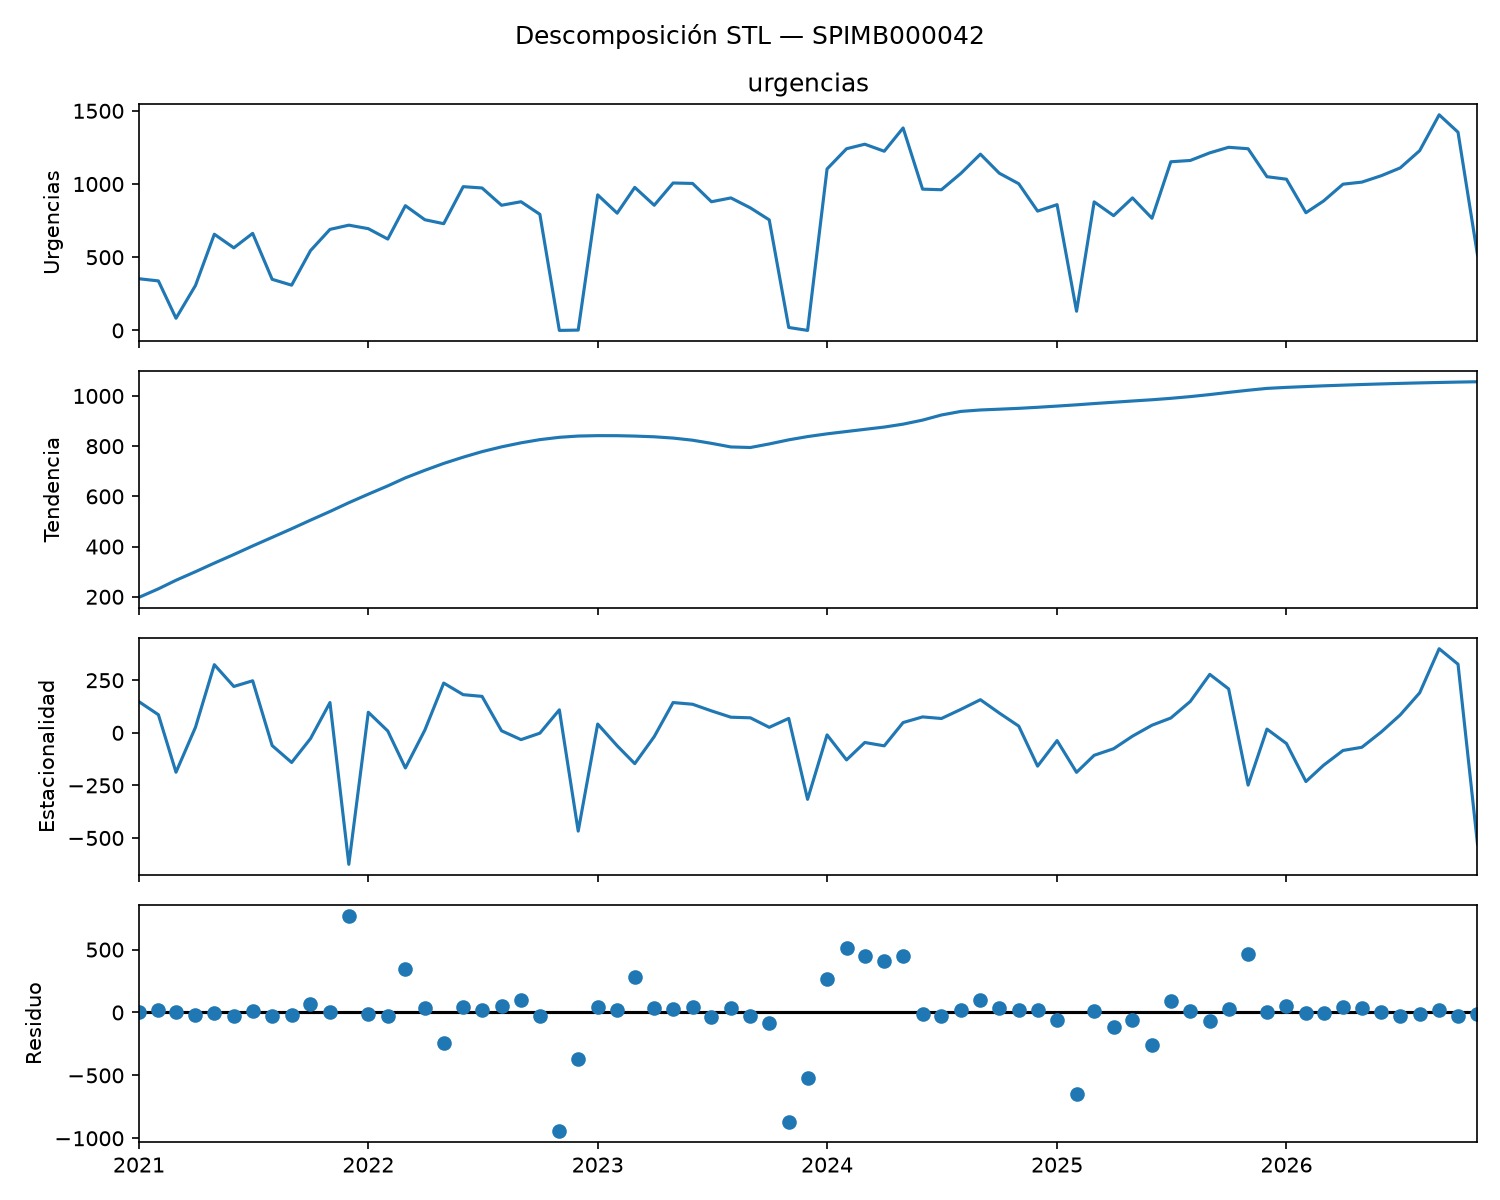 Descomposición STL — SPIMB000042
urgencias
Urgencias
1500
1000
500
0
Tendencia
1000
800
600
400
200
Estacionalidad
250
0
−250
−500
Residuo
500
0
−500
−1000
2021 2022 2023 2024 2025 2026